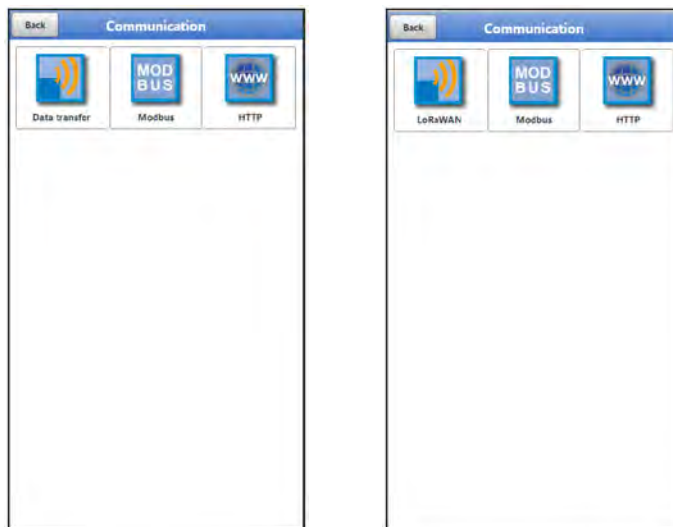 Back Communication
MOD
BUS
WWW
Data transfer Modbus HTTP
Back Communication
MOD
BUS
WWW
LoRaWAN Modbus HTTP